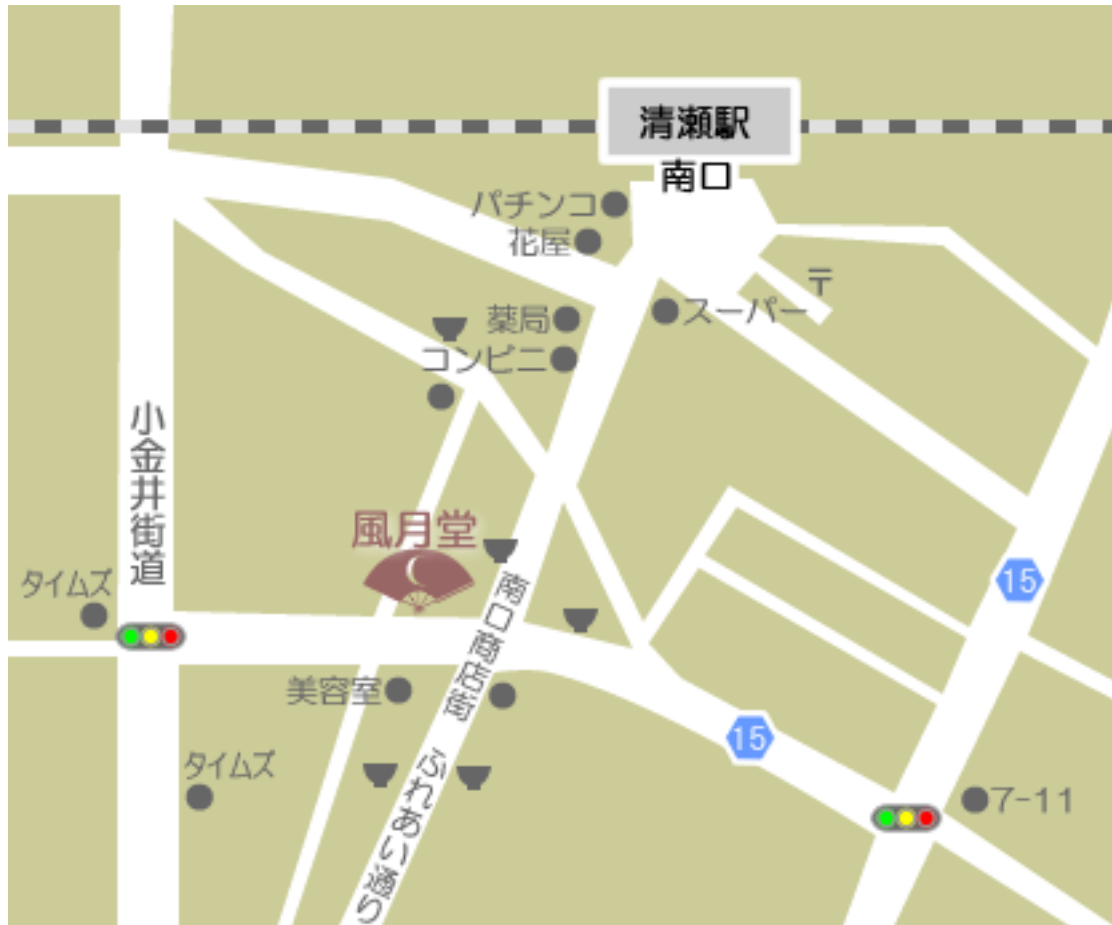 清瀬駅
南口
パチンコ
花屋
〒
スーパー
薬局
コンビニ
小金井街道
風月堂
タイムズ
15
南口商店街 ふれあい通り
美容室
15
タイムズ
7-11